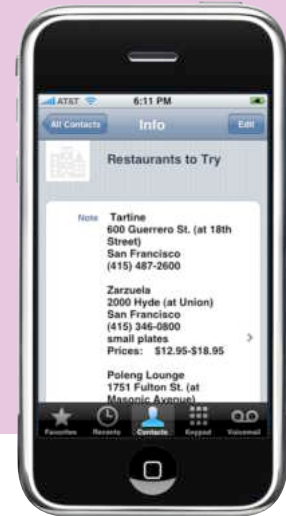 AT&T 6:11 PM
All Contacts Info Edit
Restaurants to Try
Note Tartine
600 Guerrero St. (at 18th
Street)
San Francisco
(415) 487-2600
Zarzuela
2000 Hyde (at Union)
San Francisco
(415) 346-0800
small plates
Prices: $12.95-$18.95
Poleng Lounge
1751 Fulton St. (at
Masonic Avenue)
Favorites Recents Contacts Keypad Voicemail